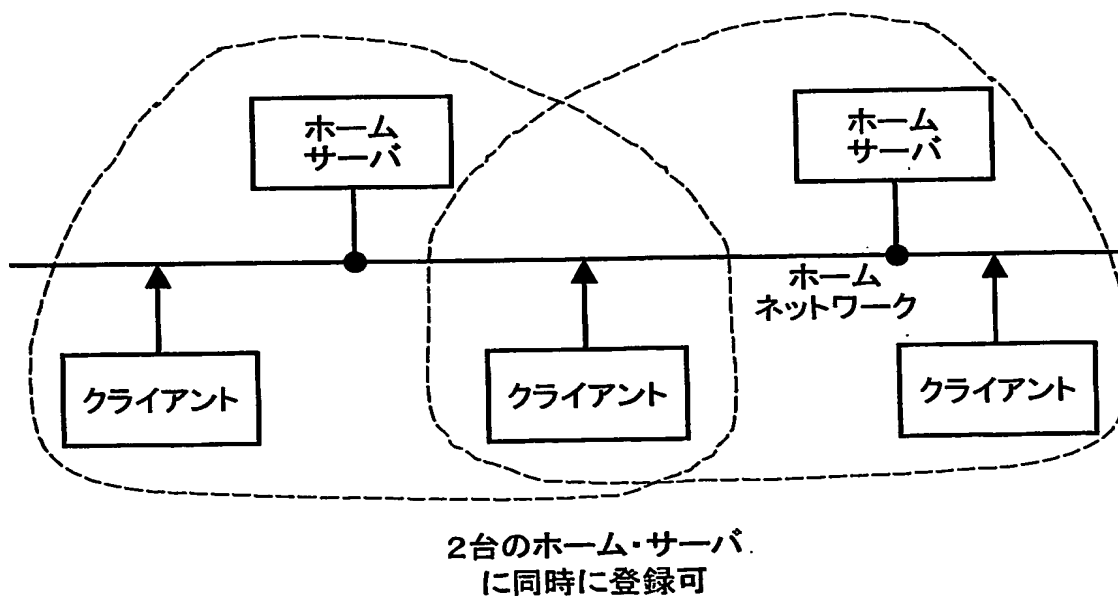 ホーム
サーバ
ホーム
サーバ
ホーム
ネットワーク
クライアント
クライアント
クライアント
2台のホーム・サーバ
に同時に登録可